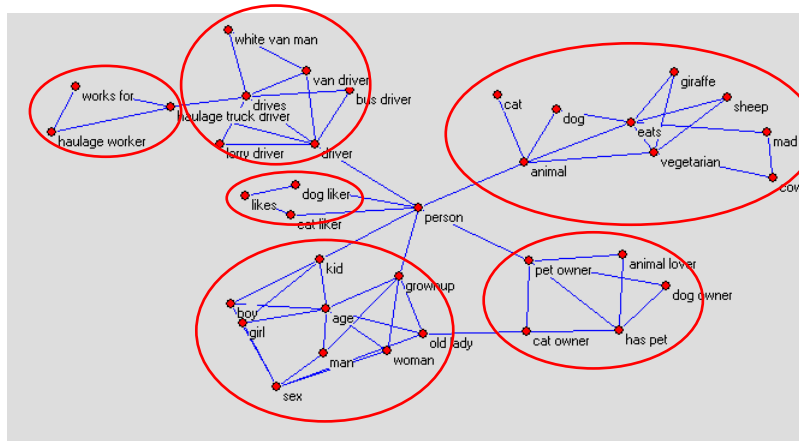 white van man
van driver
works for
bus driver
drives
haulage truck driver
haulage worker
lorry driver
driver
giraffe
cat
sheep
dog
eats
mad
vegetarian
animal
cow
dog liker
likes
cat liker
person
kid
grownup
boy
age
girl
old lady
man
woman
sex
pet owner
animal lover
dog owner
cat owner
has pet